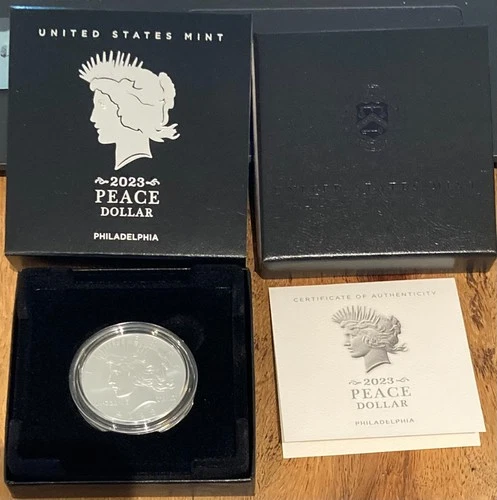 UNITED STATES MINT
2023
PEACE
DOLLAR
PHILADELPHIA
CERTIFICATE OF AUTHENTICITY
2023
PEACE
DOLLAR
PHILADELPHIA